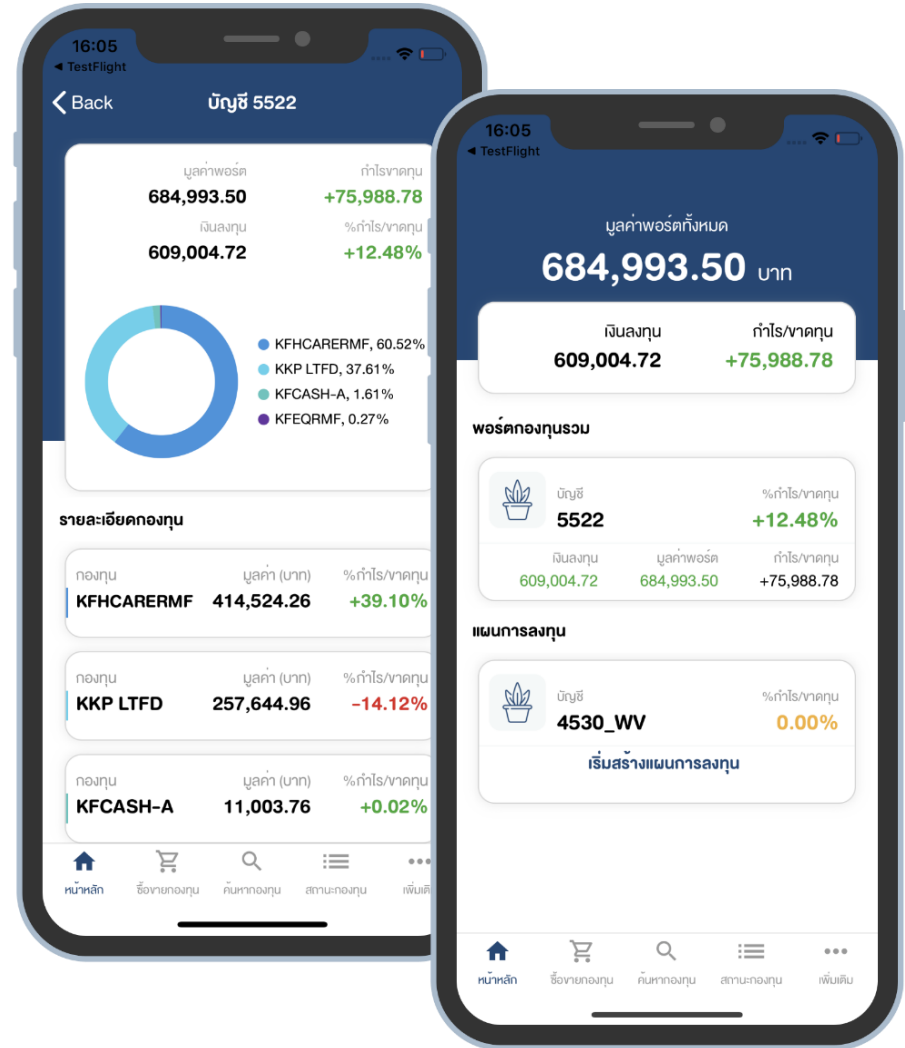 16:05
◀ TestFlight
Back
บัญชี 5522
มูลค่าพอร์ต กำไรขาดทุน
684,993.50 +75,988.78
เงินลงทุน %กำไร/ขาดทุน
609,004.72 +12.48%
KFHCARERMF, 60.52%
KKP LTFD, 37.61%
KFCASH-A, 1.61%
KFEQRMF, 0.27%
รายละเอียดกองทุน
กองทุน มูลค่า (บาท) %กำไร/ขาดทุน
KFHCARERMF 414,524.26 +39.10%
กองทุน มูลค่า (บาท) %กำไร/ขาดทุน
KKP LTFD 257,644.96 -14.12%
กองทุน มูลค่า (บาท) %กำไร/ขาดทุน
KFCASH-A 11,003.76 +0.02%
หน้าหลัก ซื้อขายกองทุน ค้นหากองทุน สถานะกองทุน เพิ่มเติ
16:05
◀ TestFlight
มูลค่าพอร์ตทั้งหมด
684,993.50 บาท
เงินลงทุน กำไร/ขาดทุน
609,004.72 +75,988.78
พอร์ตกองทุนรวม
บัญชี %กำไร/ขาดทุน
5522 +12.48%
เงินลงทุน มูลค่าพอร์ต กำไร/ขาดทุน
609,004.72 684,993.50 +75,988.78
แผนการลงทุน
บัญชี %กำไร/ขาดทุน
4530_WV 0.00%
เริ่มสร้างแผนการลงทุน
หน้าหลัก ซื้อขายกองทุน ค้นหากองทุน สถานะกองทุน เพิ่มเติม